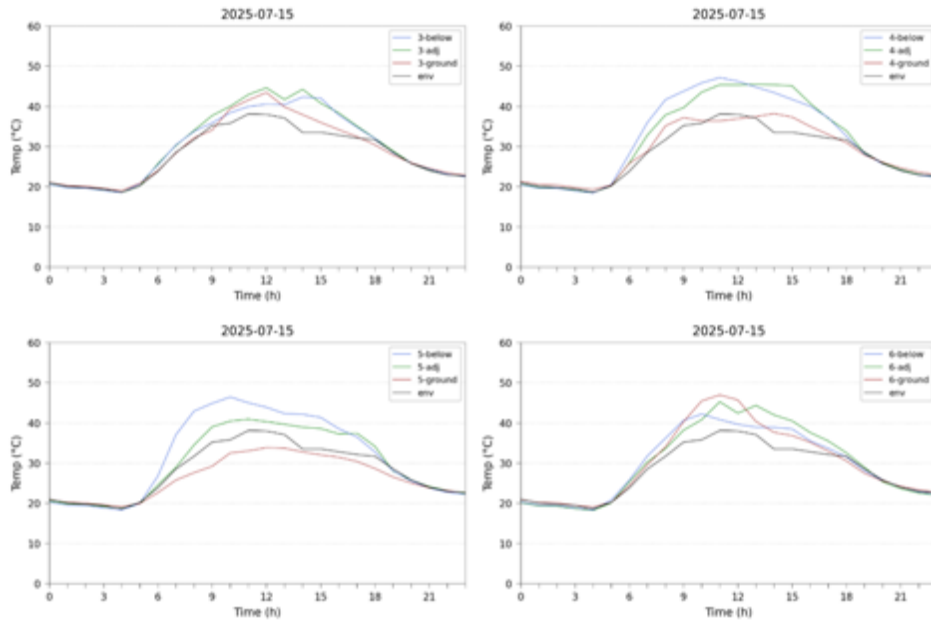 2025-07-15
60
50
40
30
20
10
0
Temp (°C)
3-below
3-adj
3-ground
env
0 3 6 9 12 15 18 21
Time (h)
2025-07-15
60
50
40
30
20
10
0
Temp (°C)
4-below
4-adj
4-ground
env
0 3 6 9 12 15 18 21
Time (h)
2025-07-15
60
50
40
30
20
10
0
Temp (°C)
5-below
5-adj
5-ground
env
0 3 6 9 12 15 18 21
Time (h)
2025-07-15
60
50
40
30
20
10
0
Temp (°C)
6-below
6-adj
6-ground
env
0 3 6 9 12 15 18 21
Time (h)